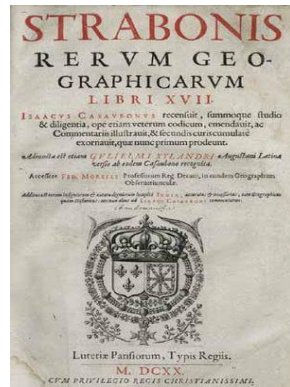 STRABONIS
RERVM GEO-
GRAPHICARVM
LIBRI XVII.
ISAACVS CASAVBONVS recensuit, summoque studio
& diligentia, ope etiam veterum codicum, emendauit, ac
Commentariis illustrauit, & secundis curis cumulatè
exornauit, quæ nunc primum prodeunt.
Adiuncta est etiam GVLIELMI XYLANDRI Augustani Latina
versio ab eodem Casaubono recognita.
Accessere FED. MORELLI Professorum Reg. Decani, in eundem Geographum
Obseruatiunculæ.
Lutetiæ Parisiorum, Typis Regiis.
M. DCXX.
CVM PRIVILEGIO REGIS CHRISTIANISSIMI.